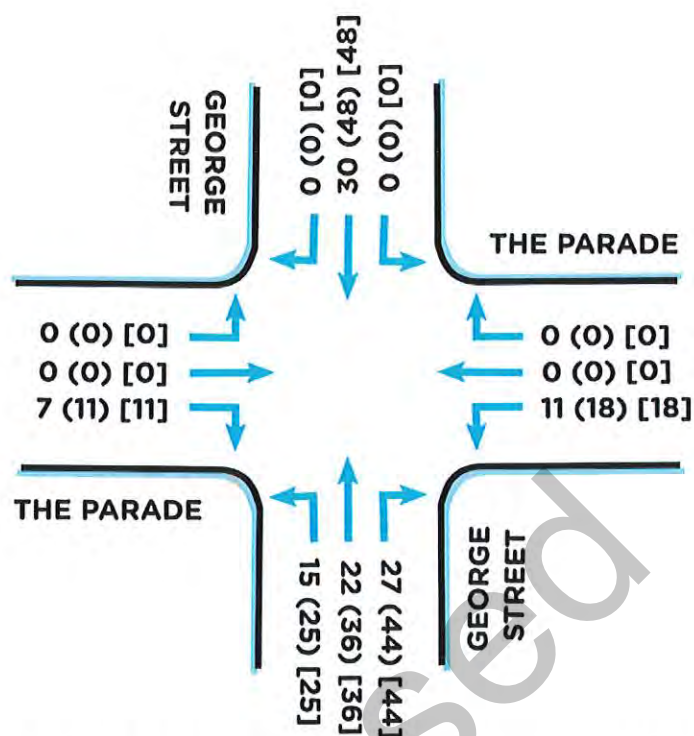 GEORGE
STREET
0 (0) [0]
30 (48) [48]
0 (0) [0]
THE PARADE
0 (0) [0]
0 (0) [0]
7 (11) [11]
0 (0) [0]
0 (0) [0]
11 (18) [18]
THE PARADE
15 (25) [25]
22 (36) [36]
27 (44) [44]
GEORGE
STREET
sed